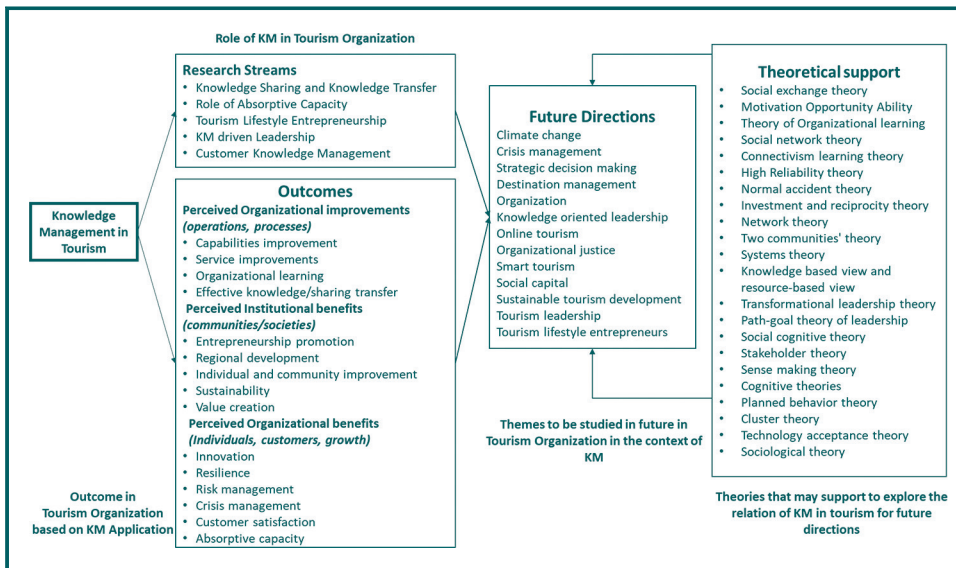 Role of KM in Tourism Organization
Research Streams
• Knowledge Sharing and Knowledge Transfer
• Role of Absorptive Capacity
• Tourism Lifestyle Entrepreneurship
• KM driven Leadership
• Customer Knowledge Management
Knowledge
Management in
Tourism
Outcomes
Perceived Organizational improvements
(operations, processes)
• Capabilities improvement
• Service improvements
• Organizational learning
• Effective knowledge/sharing transfer
Perceived Institutional benefits
(communities/societies)
• Entrepreneurship promotion
• Regional development
• Individual and community improvement
• Sustainability
• Value creation
Perceived Organizational benefits
(Individuals, customers, growth)
• Innovation
• Resilience
• Risk management
• Crisis management
• Customer satisfaction
• Absorptive capacity
Outcome in
Tourism Organization
based on KM Application
Future Directions
Climate change
Crisis management
Strategic decision making
Destination management
Organization
Knowledge oriented leadership
Online tourism
Organizational justice
Smart tourism
Social capital
Sustainable tourism development
Tourism leadership
Tourism lifestyle entrepreneurs
Themes to be studied in future in
Tourism Organization in the context of
KM
Theoretical support
• Social exchange theory
• Motivation Opportunity Ability
• Theory of Organizational learning
• Social network theory
• Connectivism learning theory
• High Reliability theory
• Normal accident theory
• Investment and reciprocity theory
• Network theory
• Two communities' theory
• Systems theory
• Knowledge based view and
resource-based view
• Transformational leadership theory
• Path-goal theory of leadership
• Social cognitive theory
• Stakeholder theory
• Sense making theory
• Cognitive theories
• Planned behavior theory
• Cluster theory
• Technology acceptance theory
• Sociological theory
Theories that may support to explore the
relation of KM in tourism for future
directions